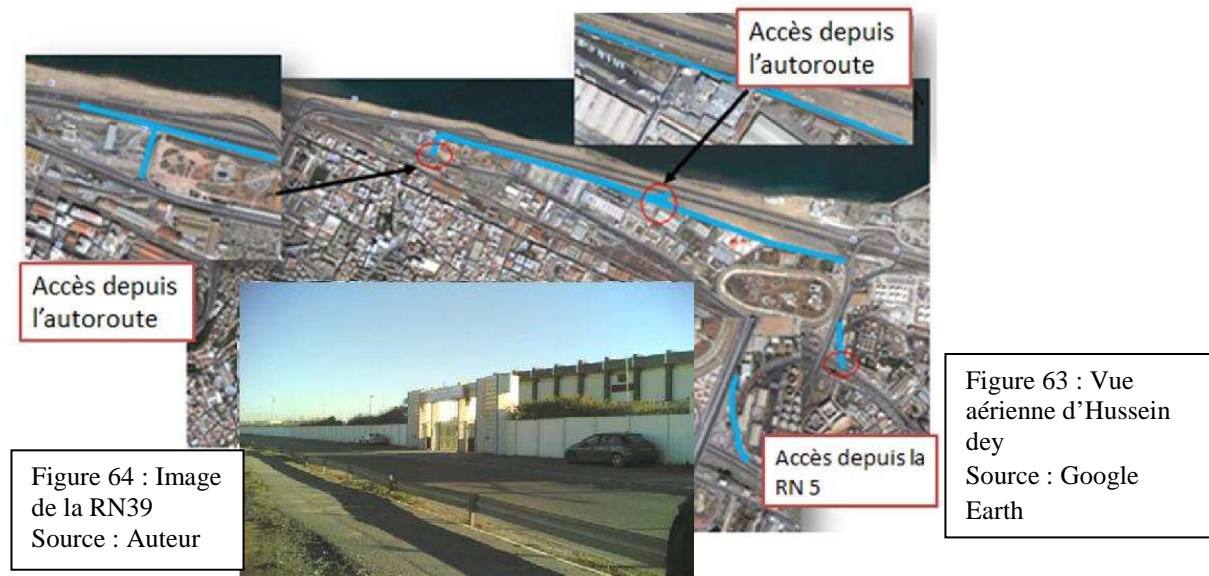 Accès depuis
l'autoroute
Accès depuis
l'autoroute
Accès depuis la
RN 5
Figure 63 : Vue
aérienne d'Hussein
dey
Source : Google
Earth
Figure 64 : Image
de la RN39
Source : Auteur